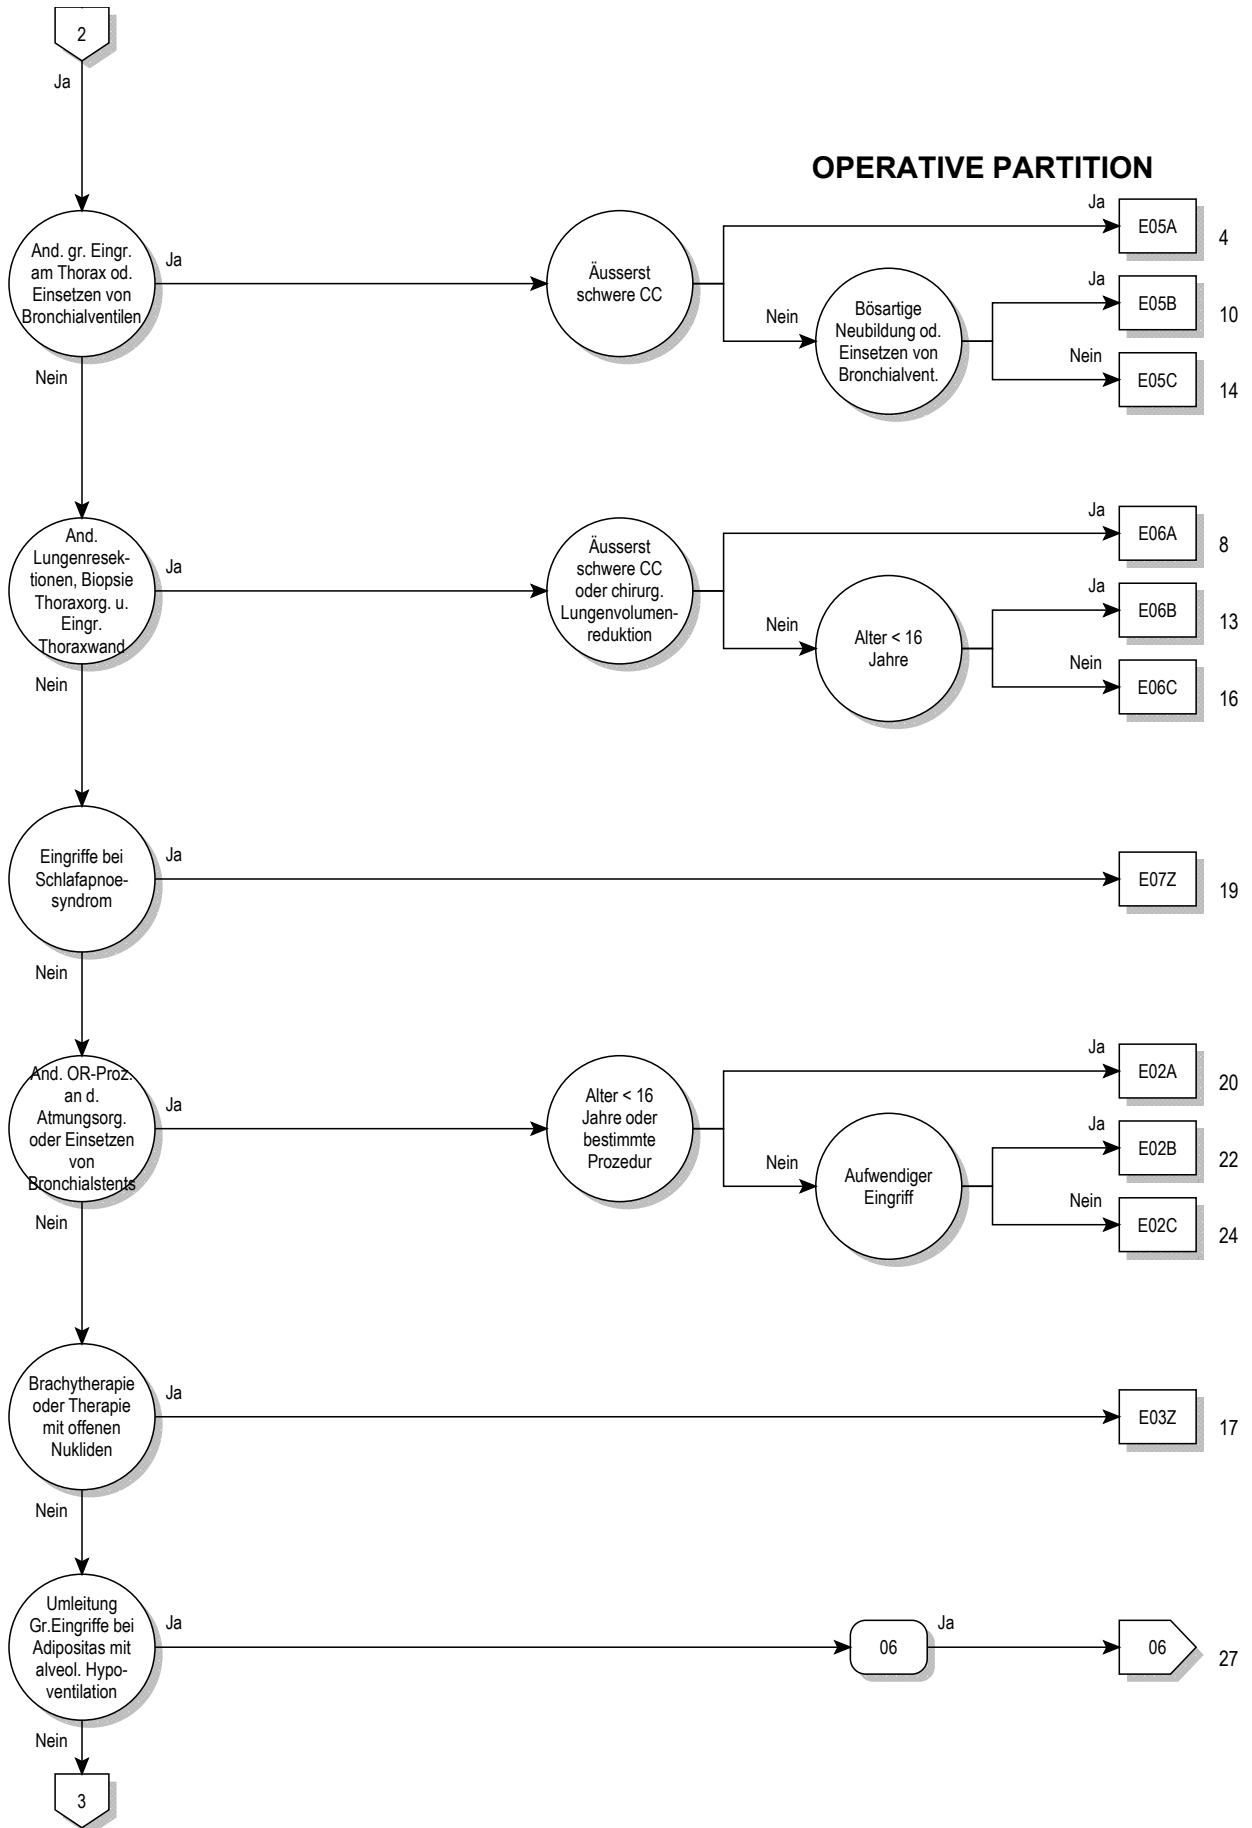 2
Ja
OPERATIVE PARTITION
And. gr. Eingr.
am Thorax od.
Einsetzen von
Bronchialventilen
Ja
Äusserst
schwere CC
Ja
E05A
4
Nein
Bösartige
Neubildung od.
Einsetzen von
Bronchialvent.
Ja
E05B
10
Nein
E05C
14
Nein
And.
Lungenresek-
tionen, Biopsie
Thoraxorg. u.
Eingr.
Thoraxwand
Ja
Äusserst
schwere CC
oder chirurg.
Lungenvolumen-
reduktion
Ja
E06A
8
Nein
Alter < 16
Jahre
Ja
E06B
13
Nein
E06C
16
Nein
Eingriffe bei
Schlafapnoe-
syndrom
Ja
E07Z
19
Nein
And. OR-Proz.
an d.
Atmungsorg.
oder Einsetzen
von
Bronchialstents
Ja
Alter < 16
Jahre oder
bestimmte
Prozedur
Ja
E02A
20
Nein
Aufwendiger
Eingriff
Ja
E02B
22
Nein
E02C
24
Nein
Brachytherapie
oder Therapie
mit offenen
Nukliden
Ja
E03Z
17
Nein
Umleitung
Gr.Eingriffe bei
Adipositas mit
alveol. Hypo-
ventilation
Ja
06
Ja
06
27
Nein
3